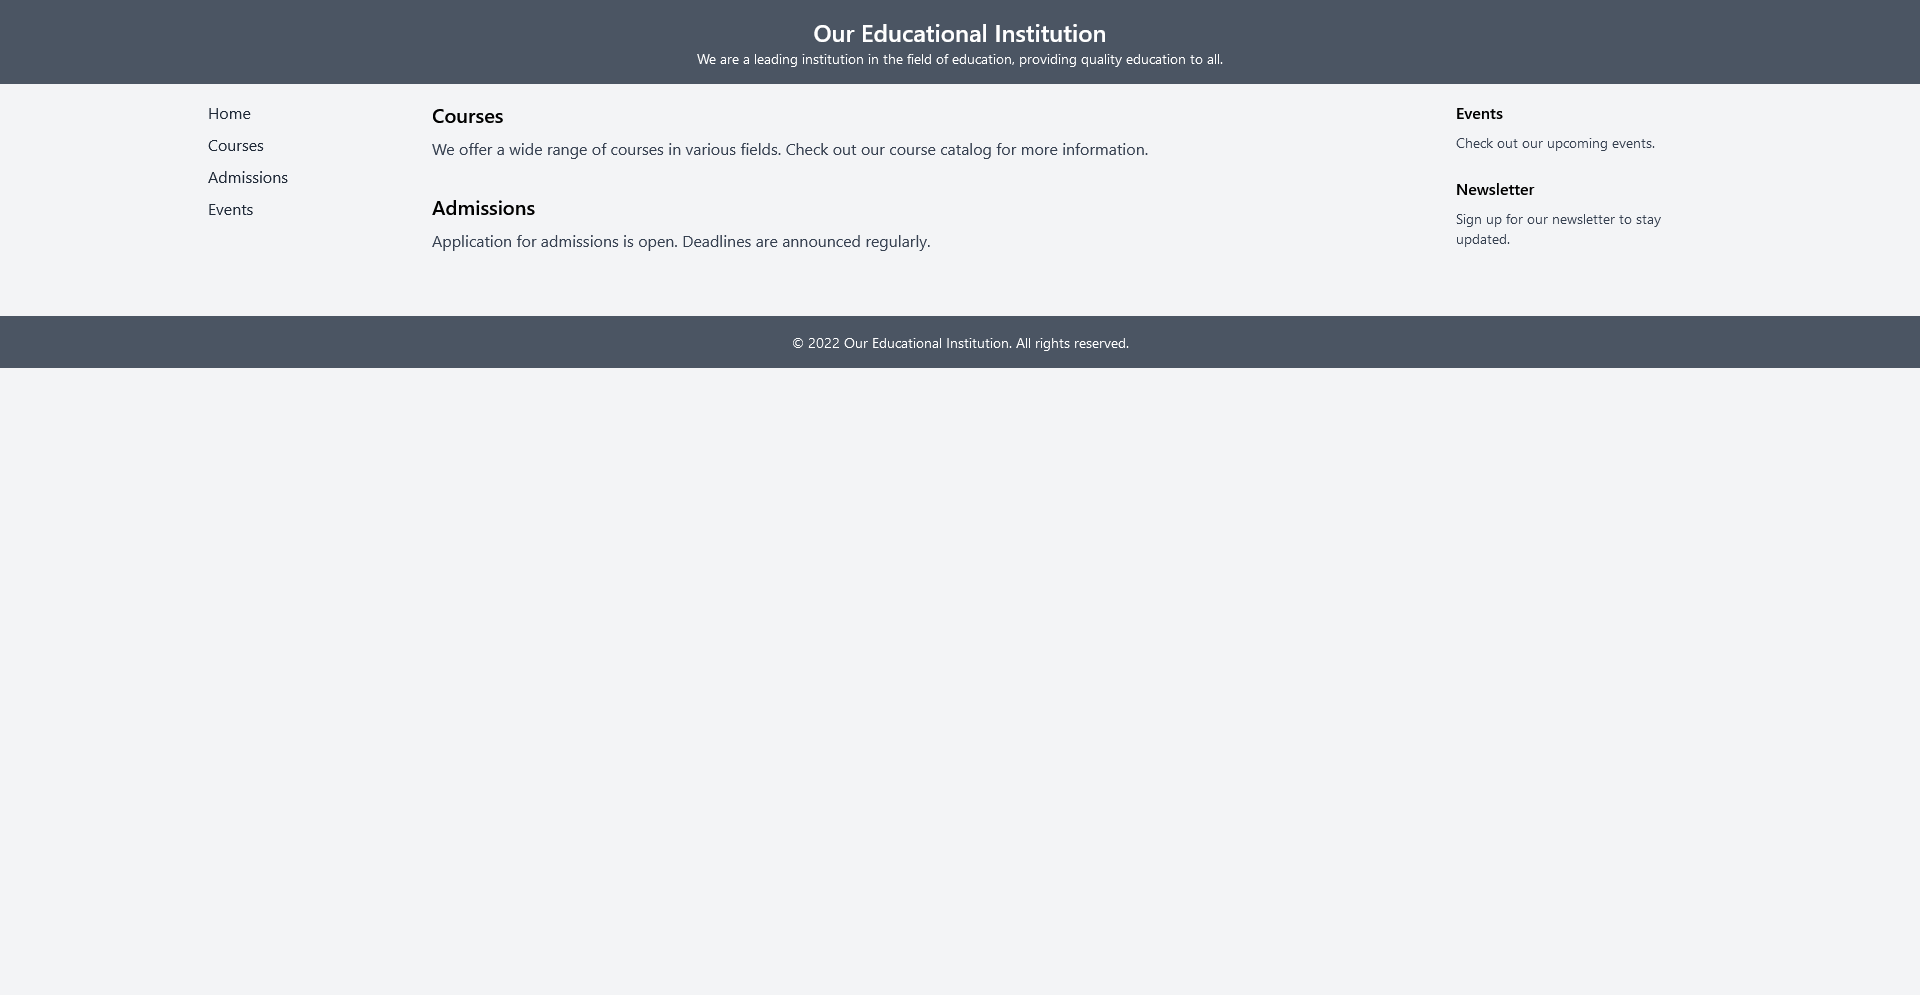 Our Educational Institution
We are a leading institution in the field of education, providing quality education to all.
Home
Courses
Admissions
Events
Courses
We offer a wide range of courses in various fields. Check out our course catalog for more information.
Admissions
Application for admissions is open. Deadlines are announced regularly.
Events
Check out our upcoming events.
Newsletter
Sign up for our newsletter to stay
updated.
© 2022 Our Educational Institution. All rights reserved.